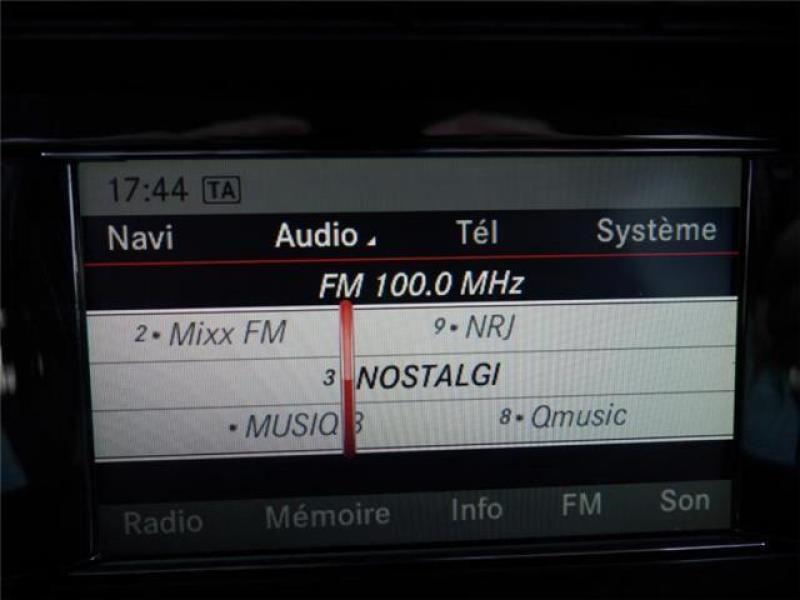 17:44 TA
Navi Audio Tél Système
FM 100.0 MHz
2• Mixx FM 9• NRJ
3 NOSTALGI
• MUSIQ 3 8• Qmusic
Radio Mémoire Info FM Son